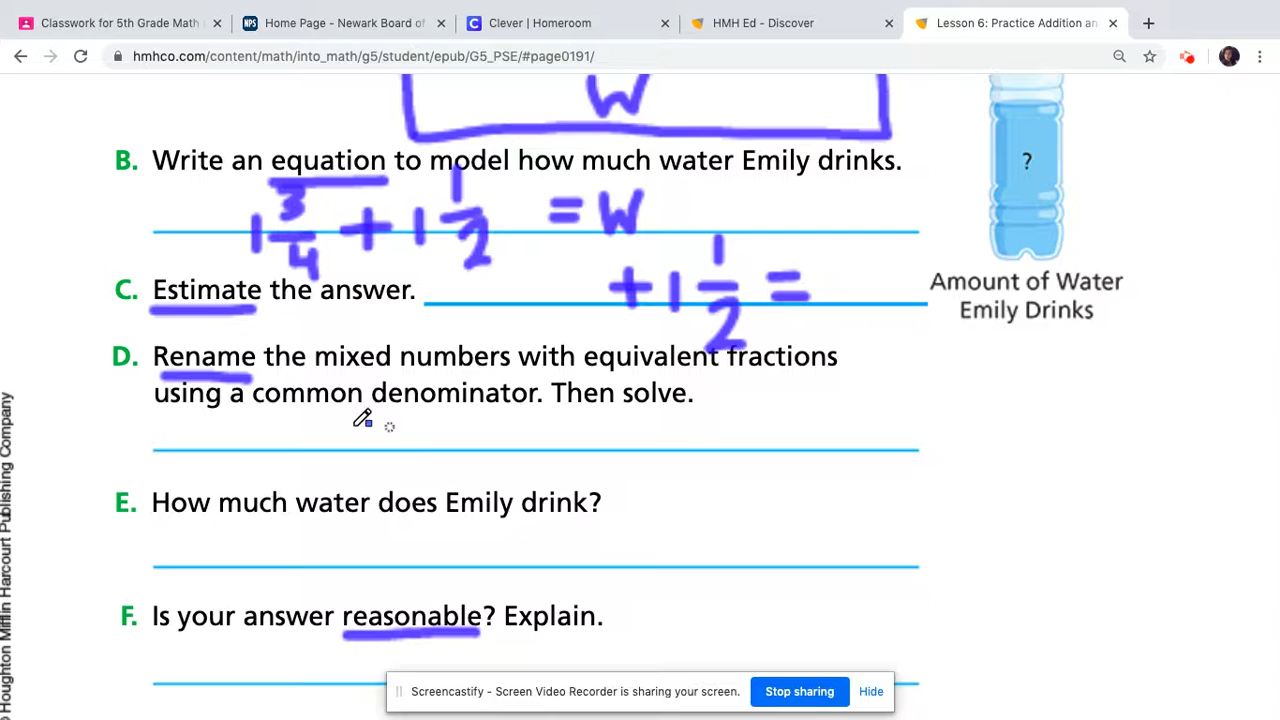 Classwork for 5th Grade Math
Home Page - Newark Board of
Clever | Homeroom
HMH Ed - Discover
Lesson 6: Practice Addition an
hmhco.com/content/math/into_math/g5/student/epub/G5_PSE/#page0191/
W
?
B. Write an equation to model how much water Emily drinks.
1 3/4 + 1 1/2 = W
Amount of Water
Emily Drinks
C. Estimate the answer.
+ 1 1/2 =
D. Rename the mixed numbers with equivalent fractions
using a common denominator. Then solve.
E. How much water does Emily drink?
F. Is your answer reasonable? Explain.
Houghton Mifflin Harcourt Publishing Company
Screencastify - Screen Video Recorder is sharing your screen.
Stop sharing
Hide